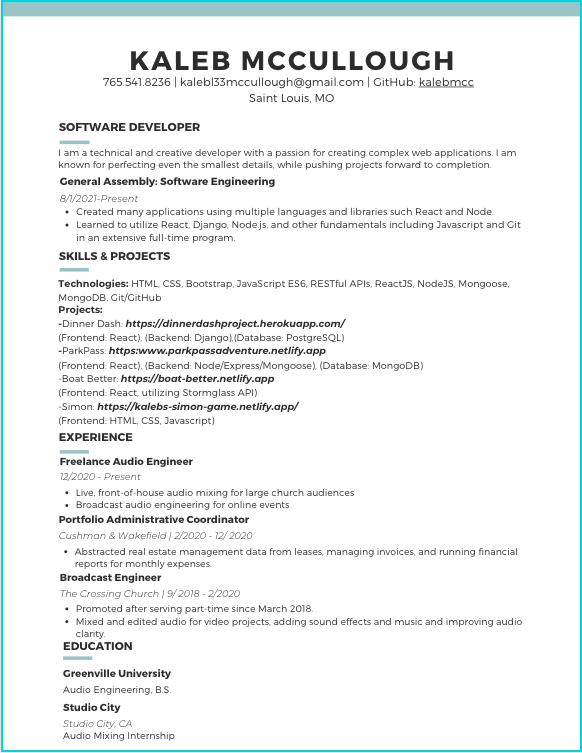 KALEB MCCULLOUGH
765.541.8236 | kalebl33mccullough@gmail.com | GitHub: kalebmcc
Saint Louis, MO
SOFTWARE DEVELOPER
I am a technical and creative developer with a passion for creating complex web applications. I am
known for perfecting even the smallest details, while pushing projects forward to completion.
General Assembly: Software Engineering
8/1/2021-Present
• Created many applications using multiple languages and libraries such React and Node.
• Learned to utilize React, Django, Node.js, and other fundamentals including Javascript and Git
in an extensive full-time program.
SKILLS & PROJECTS
Technologies: HTML, CSS, Bootstrap, JavaScript ES6, RESTful APIs, ReactJS, NodeJS, Mongoose,
MongoDB, Git/GitHub
Projects:
-Dinner Dash: https://dinnerdashproject.herokuapp.com/
(Frontend: React), (Backend: Django),(Database: PostgreSQL)
-ParkPass: https:www.parkpassadventure.netlify.app
(Frontend: React), (Backend: Node/Express/Mongoose), (Database: MongoDB)
-Boat Better: https://boat-better.netlify.app
(Frontend: React, utilizing Stormglass API)
-Simon: https://kalebs-simon-game.netlify.app/
(Frontend: HTML, CSS, Javascript)
EXPERIENCE
Freelance Audio Engineer
12/2020 - Present
• Live, front-of-house audio mixing for large church audiences
• Broadcast audio engineering for online events
Portfolio Administrative Coordinator
Cushman & Wakefield | 2/2020 - 12/ 2020
• Abstracted real estate management data from leases, managing invoices, and running financial
reports for monthly expenses.
Broadcast Engineer
The Crossing Church | 9/ 2018 - 2/2020
• Promoted after serving part-time since March 2018.
• Mixed and edited audio for video projects, adding sound effects and music and improving audio
clarity.
EDUCATION
Greenville University
Audio Engineering, B.S.
Studio City
Studio City, CA
Audio Mixing Internship